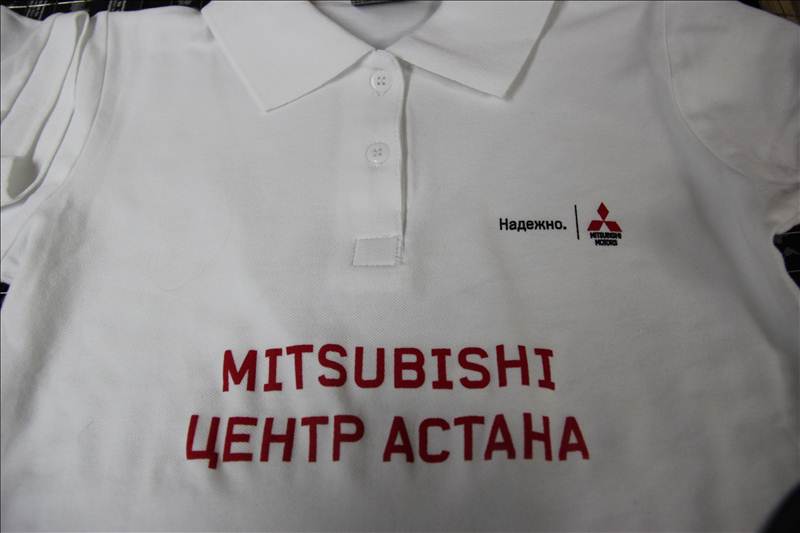 Надежно.
MITSUBISHI
MOTORS
MITSUBISHI
ЦЕНТР АСТАНА